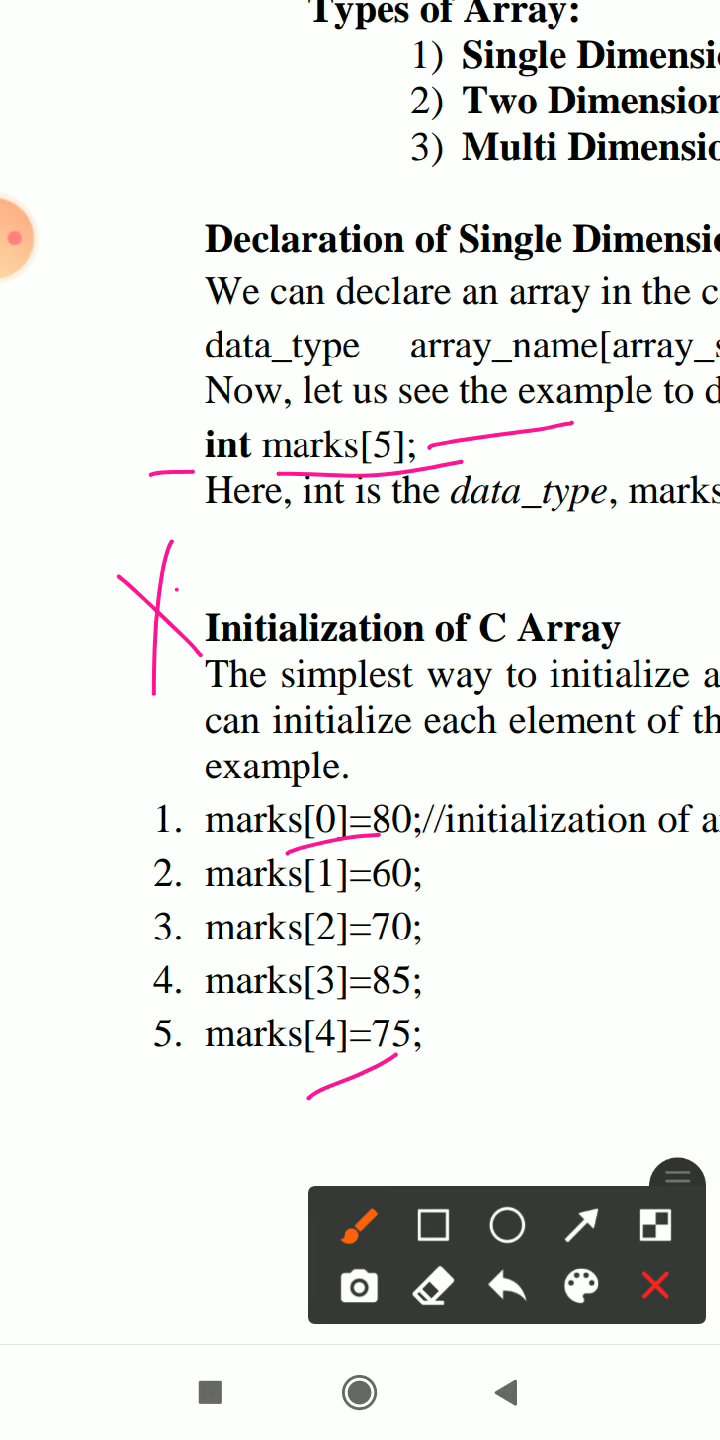 Types of Array:
1) Single Dimensi
2) Two Dimension
3) Multi Dimensio
Declaration of Single Dimensi
We can declare an array in the c
data_type array_name[array_s
Now, let us see the example to d
int marks[5];
Here, int is the data_type, marks
Initialization of C Array
The simplest way to initialize a
can initialize each element of th
example.
1. marks[0]=80;//initialization of a
2. marks[1]=60;
3. marks[2]=70;
4. marks[3]=85;
5. marks[4]=75;